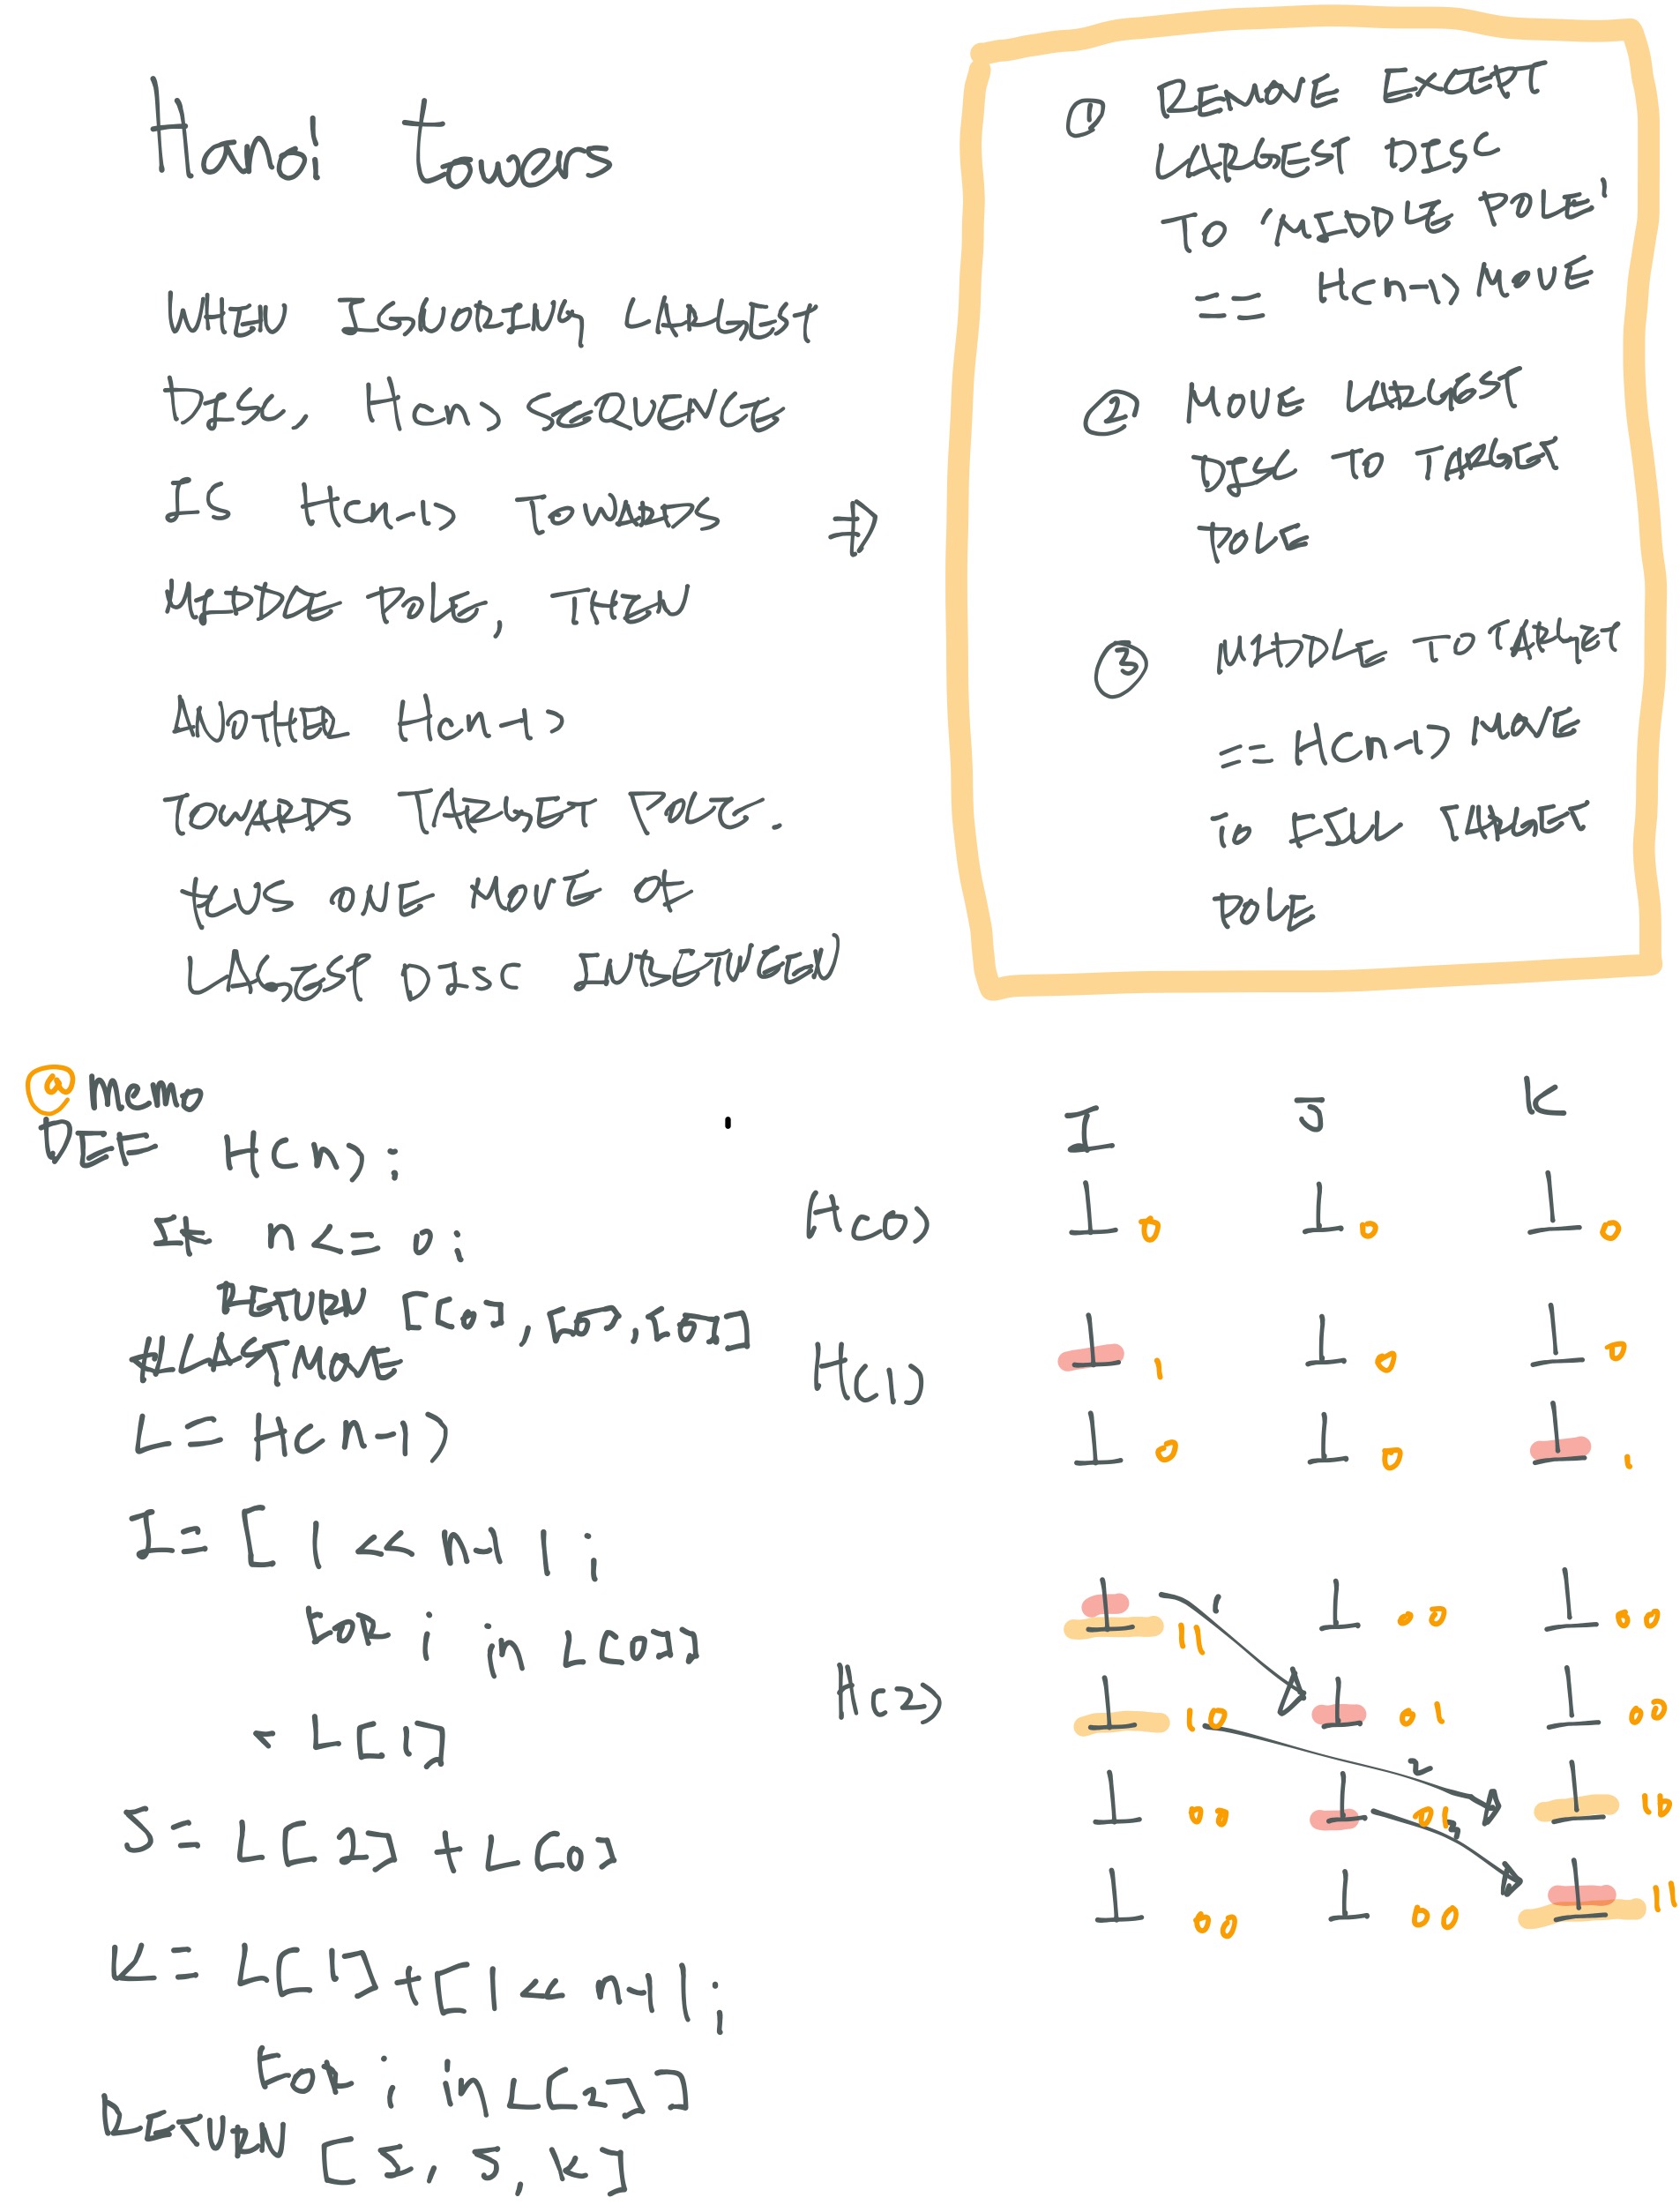 Hanoi towers
WHEN IGNORING LARGEST
DISC, H(n) SEQUENCE
IS H(n-1) TOWARDS
MIDDLE POLE, THEN
ANOTHER H(n-1)
TOWARDS TARGET POLE.
PLUS ONE MOVE OF
LAGEST DISC INBETWEEN
⇒
① REMOVE EXCEPT
LARGEST DISC
TO 'MIDDLE POLE'
== H(n-1) MOVE
② MOVE LARGEST
DISC TO TARGET
POLE
③ MIDDLE TO TARGET
== H(n-1) MOVE
TO FILL TARGET
POLE
@memo
DEF H(n):
IF n <= 0:
RETURN [[0],[0],[0]]
#LAST MOVE
L = H(n-1)
I = [1 << n-1 | i
FOR i in L[0]]
+ L[1]
J = L[2] + L[0]
K = L[1] + [1 << n-1 | i
FOR i in L[2]]
RETURN [I, J, K]
I J K
H(0) 0 0 0
H(1) 1 0 0
0 0 1
H(2)
11 00 00
1
10 01 00
2
00 01 10
3
00 00 11